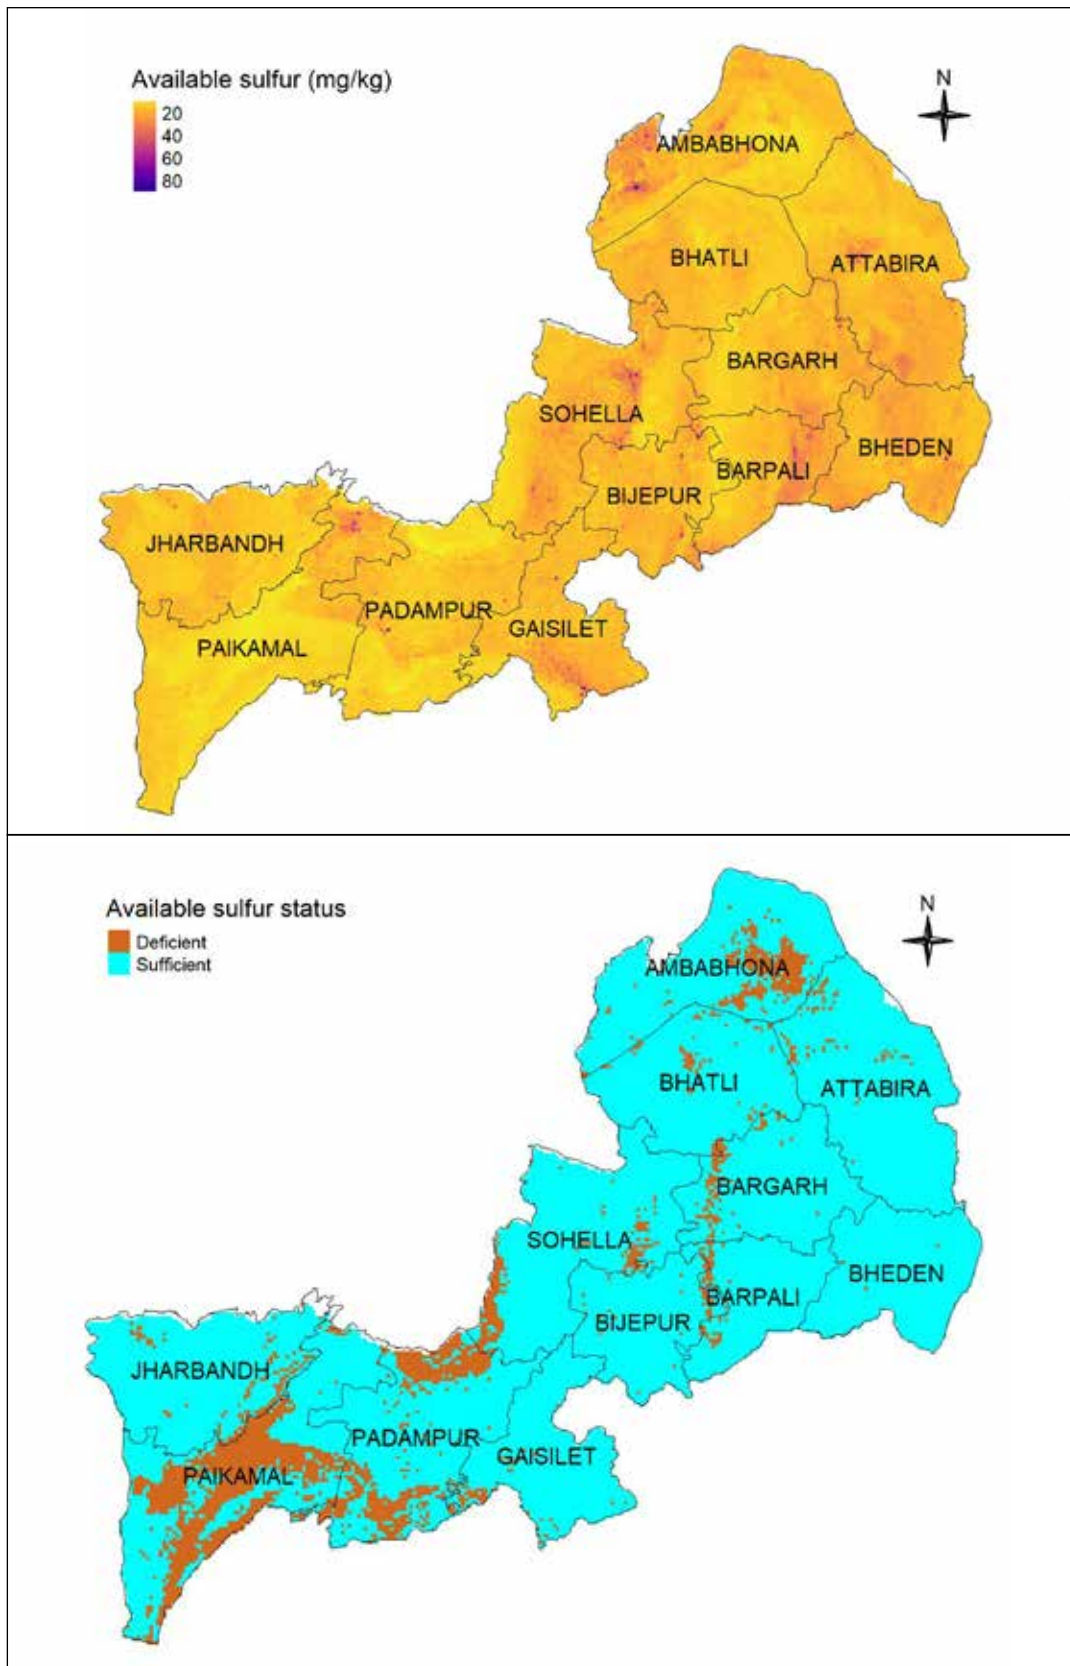 Available sulfur (mg/kg)
20
40
60
80
N
AMBABHONA
BHATLI
ATTABIRA
BARGARH
SOHELLA
BHEDEN
BARPALI
BIJEPUR
JHARBANDH
PADAMPUR
GAISILET
PAIKAMAL
Available sulfur status
Deficient
Sufficient
N
AMBABHONA
BHATLI
ATTABIRA
BARGARH
SOHELLA
BHEDEN
BARPALI
BIJEPUR
JHARBANDH
PADAMPUR
GAISILET
PAIKAMAL